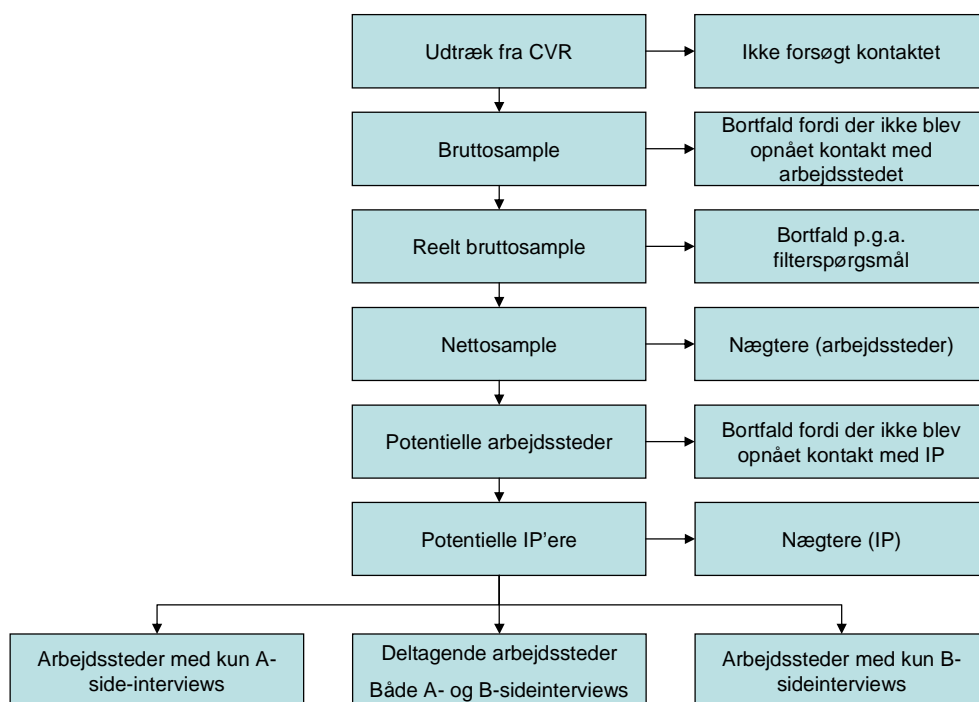 Udtræk fra CVR
Ikke forsøgt kontaktet
Bruttosample
Bortfald fordi der ikke blev
opnået kontakt med
arbejdsstedet
Reelt bruttosample
Bortfald p.g.a.
filterspørgsmål
Nettosample
Nægtere (arbejdssteder)
Potentielle arbejdssteder
Bortfald fordi der ikke blev
opnået kontakt med IP
Potentielle IP’ere
Nægtere (IP)
Arbejdssteder med kun A-
side-interviews
Deltagende arbejdssteder
Både A- og B-sideinterviews
Arbejdssteder med kun B-
sideinterviews